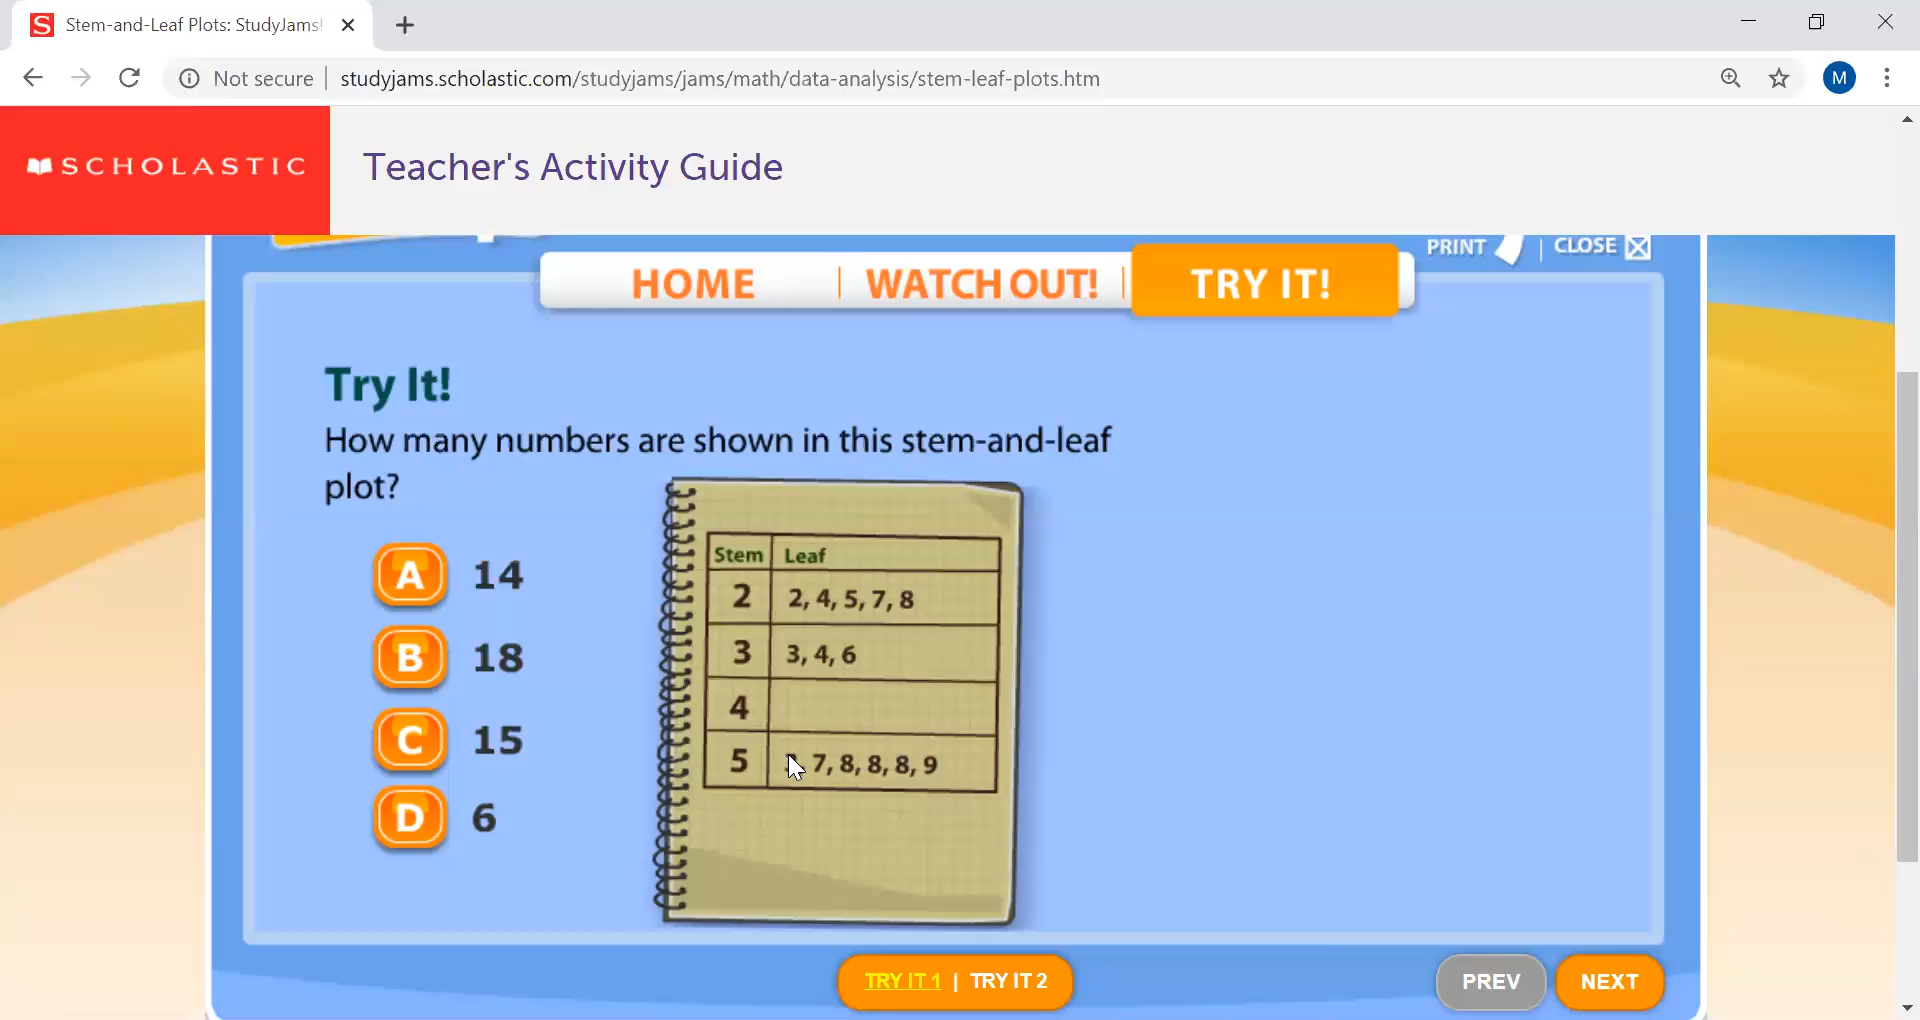 Stem-and-Leaf Plots: StudyJams!
Not secure | studyjams.scholastic.com/studyjams/jams/math/data-analysis/stem-leaf-plots.htm
M
SCHOLASTIC
Teacher's Activity Guide
PRINT | CLOSE
HOME | WATCH OUT! | TRY IT!
Try It!
How many numbers are shown in this stem-and-leaf
plot?
A 14
B 18
C 15
D 6
Stem Leaf
2 2, 4, 5, 7, 8
3 3, 4, 6
4
5 7, 8, 8, 8, 9
TRY IT 1 | TRY IT 2
PREV
NEXT